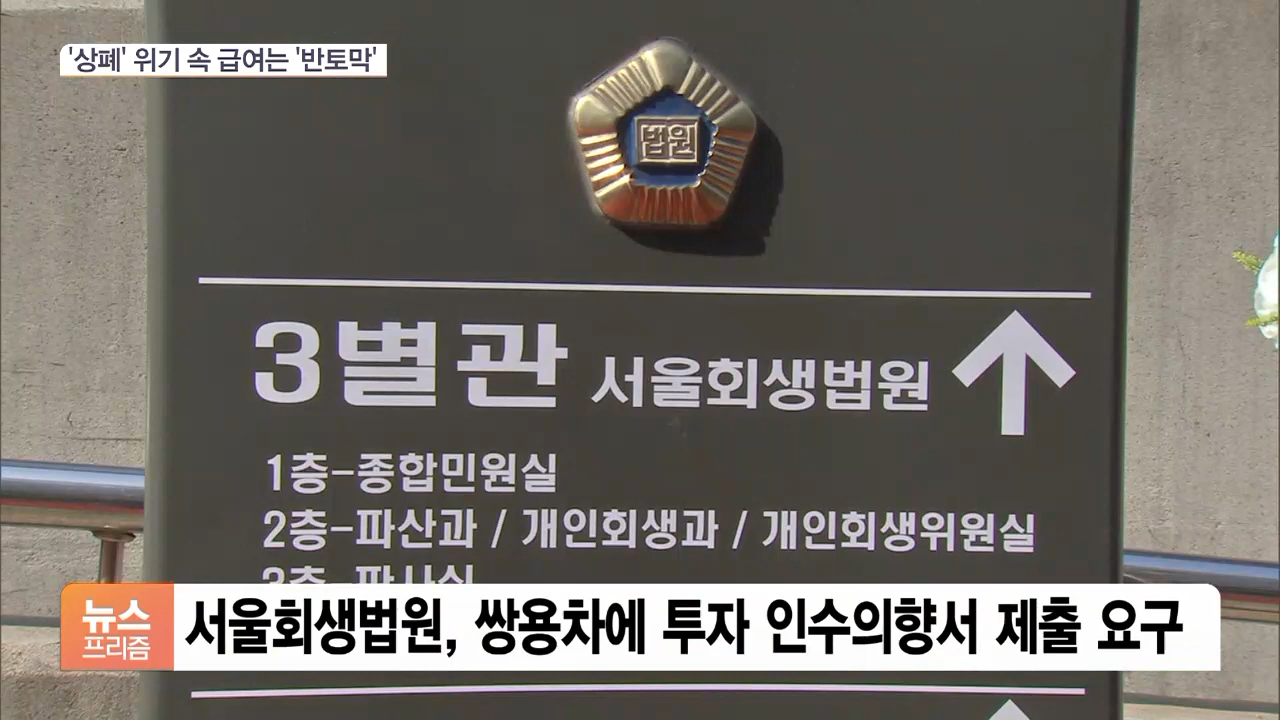 '상폐' 위기 속 급여는 '반토막'
법원
3별관 서울회생법원
1층-종합민원실
2층-파산과 / 개인회생과 / 개인회생위원실
뉴스
프리즘
서울회생법원, 쌍용차에 투자 인수의향서 제출 요구